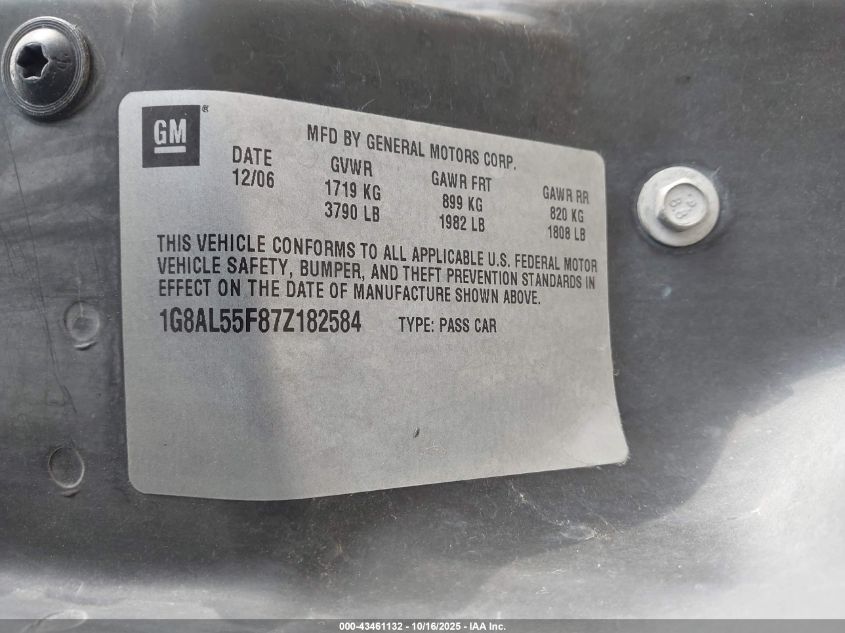 GM®
MFD BY GENERAL MOTORS CORP.
DATE GVWR GAWR FRT GAWR RR
12/06 1719 KG 899 KG 820 KG
3790 LB 1982 LB 1808 LB
THIS VEHICLE CONFORMS TO ALL APPLICABLE U.S. FEDERAL MOTOR
VEHICLE SAFETY, BUMPER, AND THEFT PREVENTION STANDARDS IN
EFFECT ON THE DATE OF MANUFACTURE SHOWN ABOVE.
1G8AL55F87Z182584 TYPE: PASS CAR
000-43461132 - 10/16/2025 - IAA Inc.